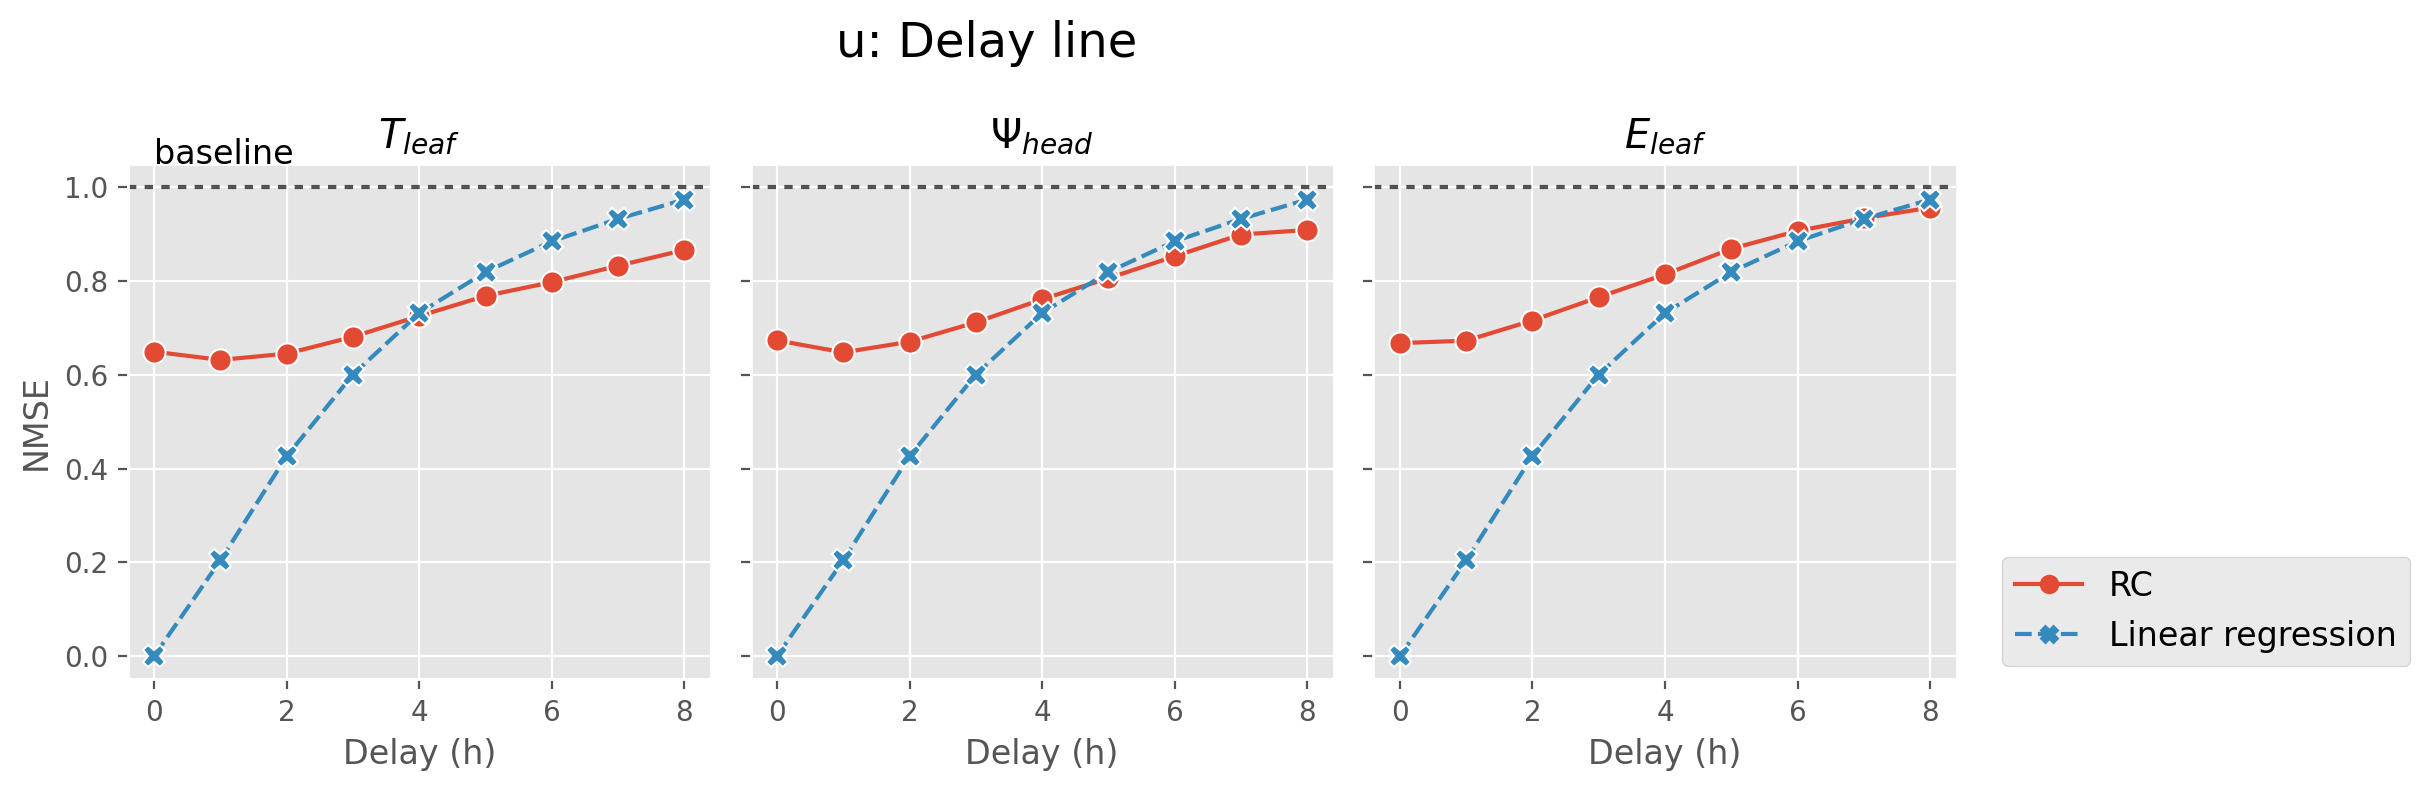 u: Delay line
baseline
T_leaf
Ψ_head
E_leaf
NMSE
1.0
0.8
0.6
0.4
0.2
0.0
0 2 4 6 8
0 2 4 6 8
0 2 4 6 8
Delay (h)
Delay (h)
Delay (h)
RC
Linear regression